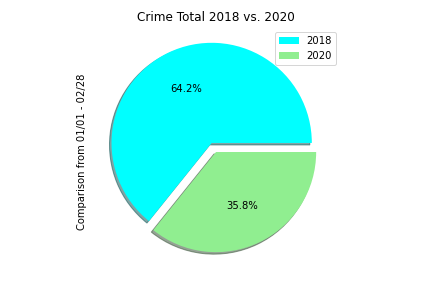 Crime Total 2018 vs. 2020
2018
2020
64.2%
Comparison from 01/01 - 02/28
35.8%